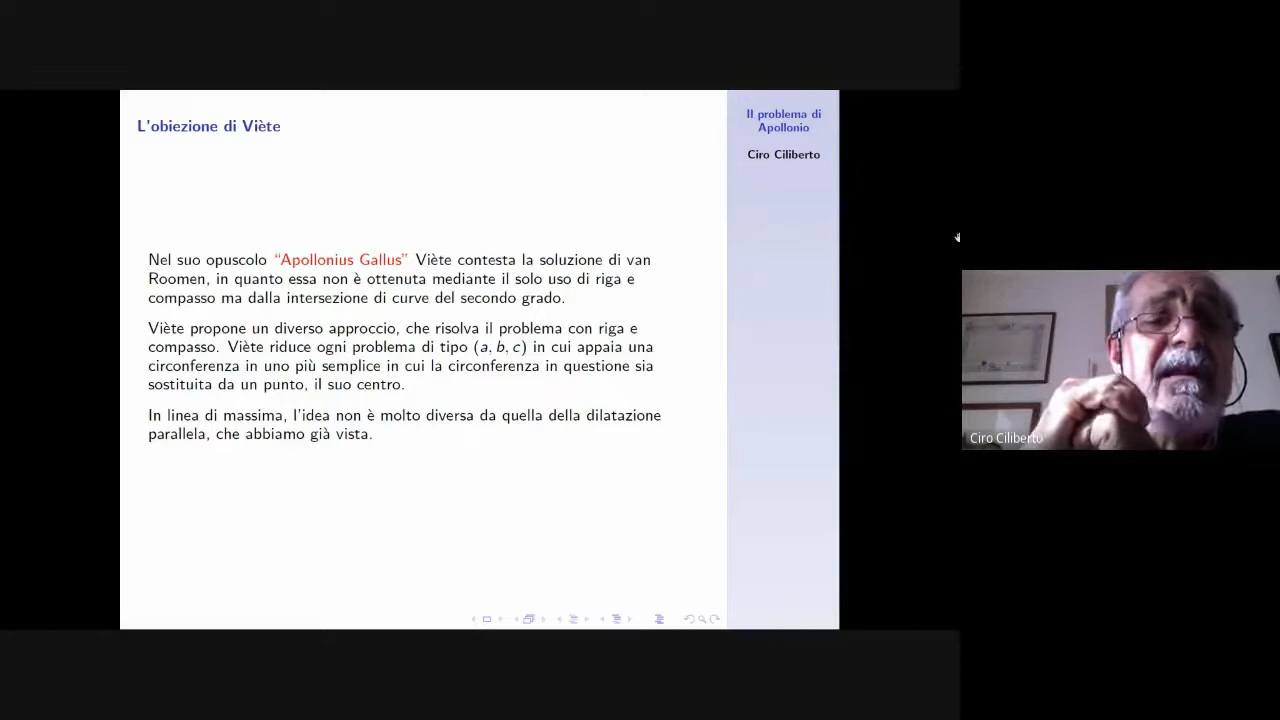 L'obiezione di Viète
Nel suo opuscolo “Apollonius Gallus” Viète contesta la soluzione di van
Roomen, in quanto essa non è ottenuta mediante il solo uso di riga e
compasso ma dalla intersezione di curve del secondo grado.
Viète propone un diverso approccio, che risolva il problema con riga e
compasso. Viète riduce ogni problema di tipo (a, b, c) in cui appaia una
circonferenza in uno più semplice in cui la circonferenza in questione sia
sostituita da un punto, il suo centro.
In linea di massima, l'idea non è molto diversa da quella della dilatazione
parallela, che abbiamo già vista.
Il problema di
Apollonio
Ciro Ciliberto
Ciro Ciliberto